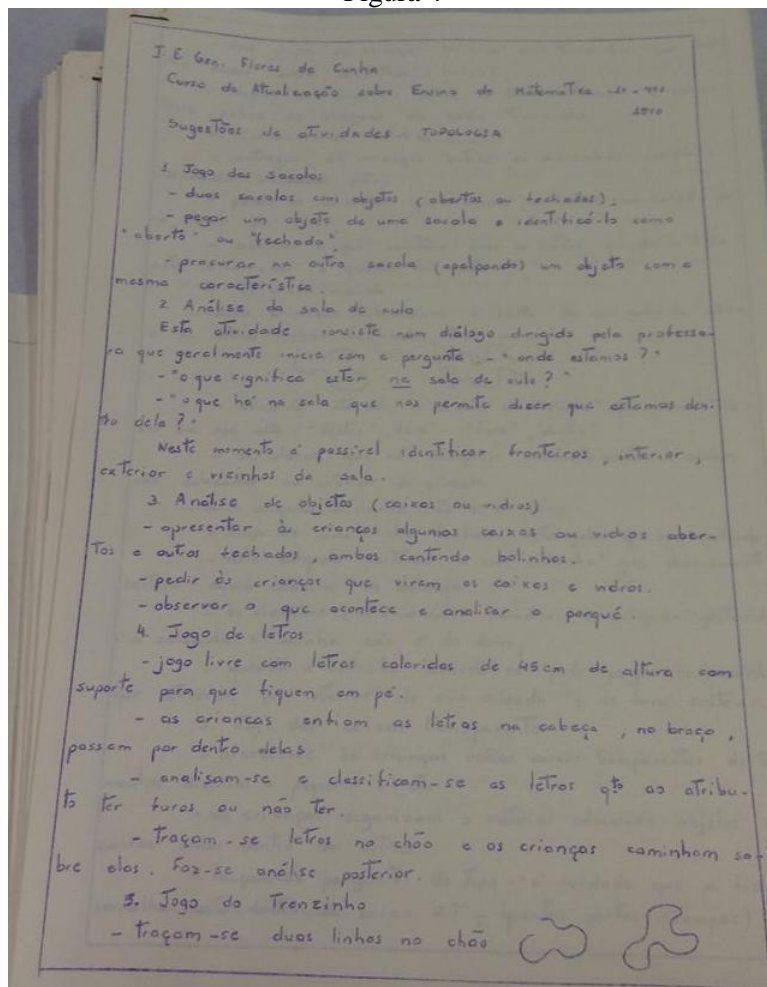 I. E. Gen. Flores da Cunha
Curso de Atualização sobre Ensino de Matemática
1970
Sugestões de atividades: TOPOLOGIA
1. Jogo das sacolas
- duas sacolas com objetos (abertos ou fechados);
- pegar um objeto de uma sacola e identificá-lo como
"aberto" ou "fechado".
- procurar na outra sacola (apalpando) um objeto com a
mesma característica.
2. Análise da sala de aula
Esta atividade consiste num diálogo dirigido pela professo-
ra que geralmente inicia com a pergunta: - "onde estamos?"
- "o que significa estar na sala de aula?"
- "o que há na sala que nos permite dizer que estamos den-
tro dela?"
Neste momento é possível identificar fronteiras, interior,
exterior e vizinhos da sala.
3. Análise de objetos (caixas ou vidros)
- apresentar às crianças algumas caixas ou vidros aber-
tos e outros fechados, ambos contendo bolinhas.
- pedir às crianças que virem as caixas e vidros.
- observar o que acontece e analisar o porquê
4. Jogo de letras
- jogo livre com letras coloridas de 45 cm de altura com
suporte para que fiquem em pé.
- as crianças enfiam as letras na cabeça, no braço,
passam por dentro delas
- analisam-se e classificam-se as letras qto ao atribu-
to ter furos ou não ter.
- traçam-se letras no chão e as crianças caminham so-
bre elas. Faz-se análise posterior.
5. Jogo do Trenzinho
- traçam-se duas linhas no chão